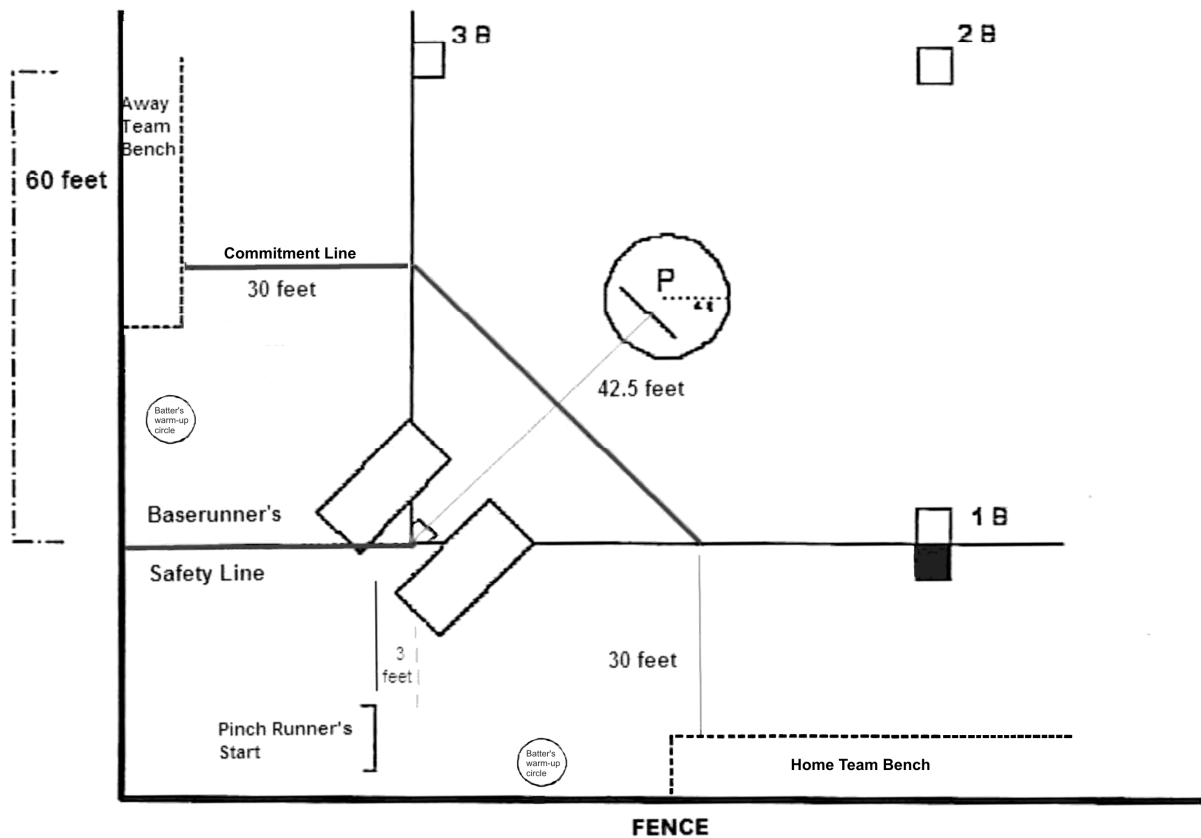 3 B
2 B
Away
Team
Bench
60 feet
Commitment Line
30 feet
P
42.5 feet
Batter's
warm-up
circle
Baserunner's
1 B
Safety Line
3
feet
30 feet
Pinch Runner's
Start
Batter's
warm-up
circle
Home Team Bench
FENCE